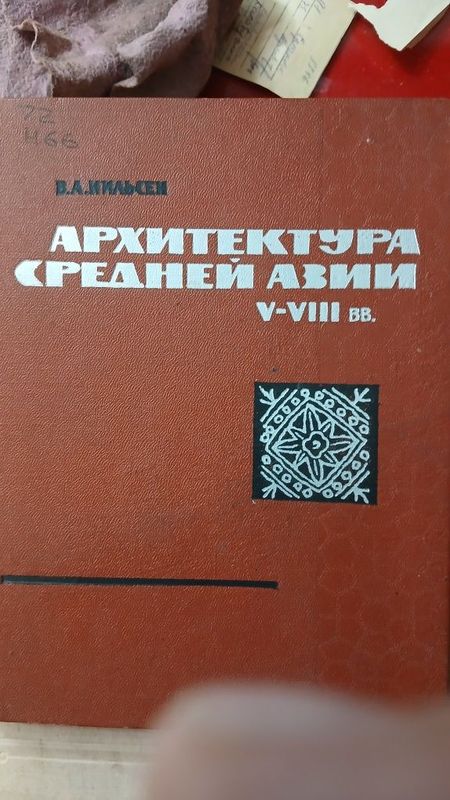 72
Н66
В.А.НИЛЬСЕН
АРХИТЕКТУРА
СРЕДНЕЙ АЗИИ
V-VIII вв.